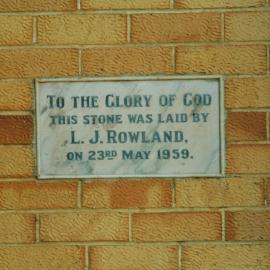 TO THE GLORY OF GOD
THIS STONE WAS LAID BY
L. J. ROWLAND,
ON 23RD MAY 1959.